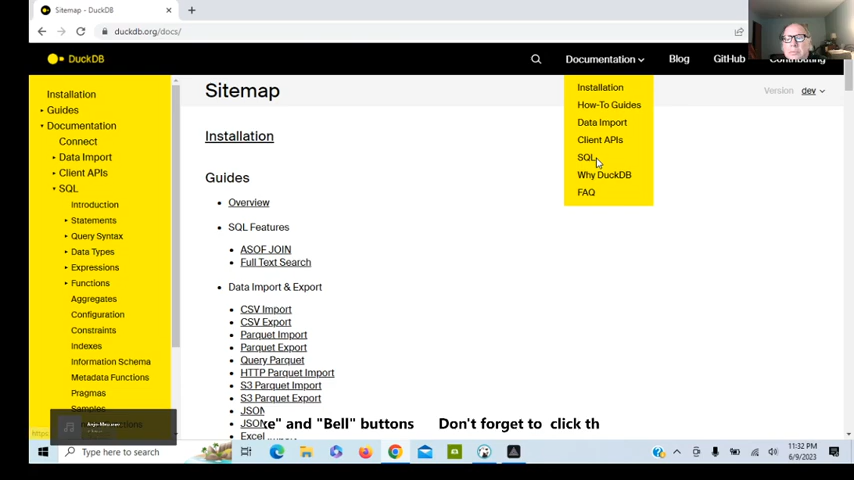 Sitemap - DuckDB
duckdb.org/docs/
DuckDB
Documentation
Blog
GitHub
Contributing
Installation
Guides
Documentation
Connect
Data Import
Client APIs
SQL
Introduction
Statements
Query Syntax
Data Types
Expressions
Functions
Aggregates
Configuration
Constraints
Indexes
Information Schema
Metadata Functions
Pragmas
Samples
Sitemap
Version dev
Installation
Guides
Overview
SQL Features
ASOF JOIN
Full Text Search
Data Import & Export
CSV Import
CSV Export
Parquet Import
Parquet Export
Query Parquet
HTTP Parquet Import
S3 Parquet Import
S3 Parquet Export
JSON
JSON
Excel
Installation
How-To Guides
Data Import
Client APIs
SQL
Why DuckDB
FAQ
and "Bell" buttons Don't forget to click th
Type here to search
11:32 PM
6/9/2023